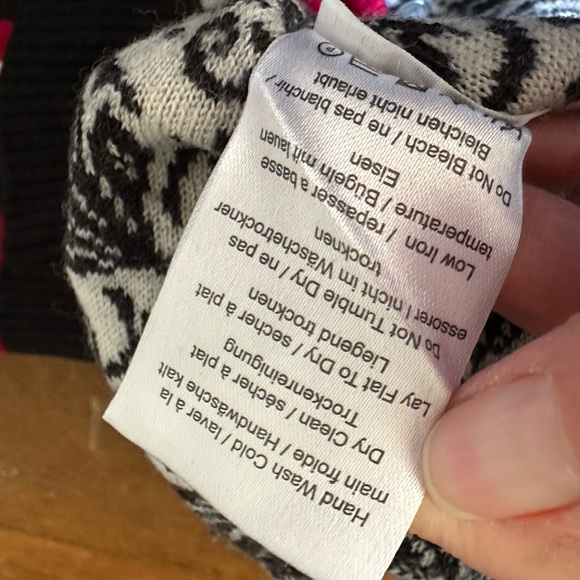 Hand Wash Cold / laver à la
main froide / Handwäsche kalt
Dry Clean / sécher à plat
Trockenreinigung
Lay Flat To Dry / sécher à plat
Liegend trocknen
Do Not Tumble Dry / ne pas
essorer / nicht im Wäschetrockner
trocknen
Low Iron / repasser a basse
temperature / Bügeln mit lauen
Eisen
Do Not Bleach / ne pas blanchir /
Bleichen nicht erlaubt
P